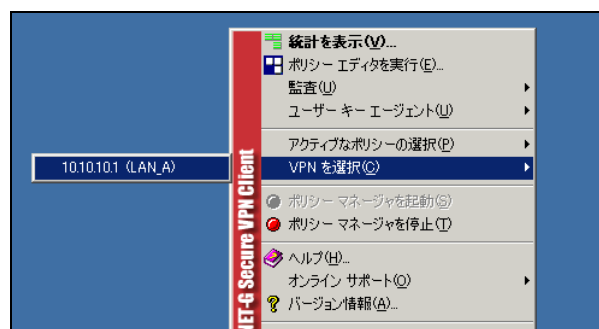 統計を表示(V)...
ポリシー エディタを実行(E)...
監査(U)
ユーザー キー エージェント(U)
アクティブなポリシーの選択(P)
VPN を選択(C)
10.10.10.1 (LAN_A)
ポリシー マネージャを起動(S)
ポリシー マネージャを停止(T)
ヘルプ(H)...
オンライン サポート(O)
バージョン情報(A)...
NET-G Secure VPN Client